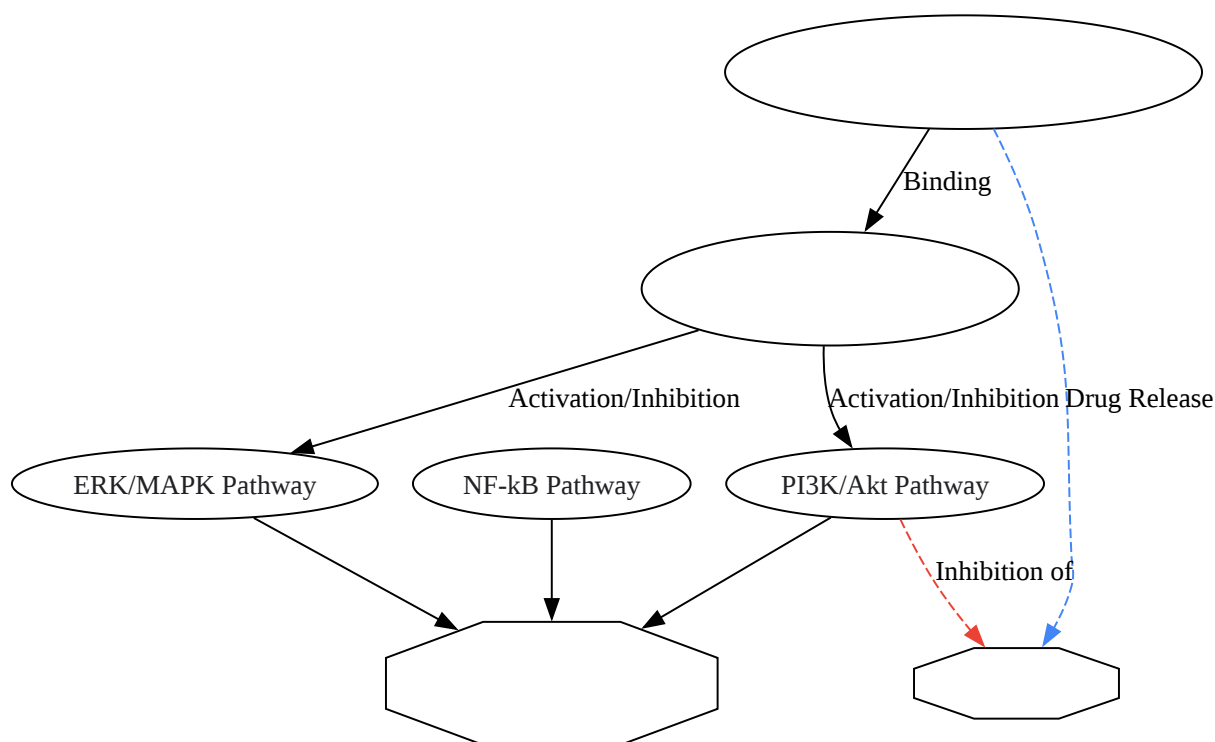 Binding
Activation/Inhibition
Activation/Inhibition
Drug Release
ERK/MAPK Pathway
NF-kB Pathway
PI3K/Akt Pathway
Inhibition of